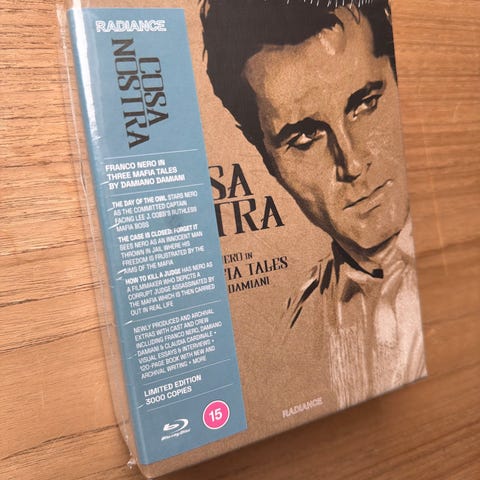 RADIANCE
COSA
NOSTRA
FRANCO NERO IN
THREE MAFIA TALES
BY DAMIANO DAMIANI
THE DAY OF THE OWL STARS NERO
AS THE COMMITTED CAPTAIN
FACING LEE J. COBB'S RUTHLESS
MAFIA BOSS
THE CASE IS CLOSED: FORGET IT
SEES NERO AS AN INNOCENT MAN
THROWN IN JAIL WHERE HIS
FREEDOM IS FRUSTRATED BY THE
AIMS OF THE MAFIA
HOW TO KILL A JUDGE HAS NERO AS
A FILMMAKER WHO DEPICTS A
CORRUPT JUDGE ASSASSINATED BY
THE MAFIA WHICH IS THEN CARRIED
OUT IN REAL LIFE
NEWLY PRODUCED AND ARCHIVAL
EXTRAS WITH CAST AND CREW
INCLUDING FRANCO NERO, DAMIANO
DAMIANI & CLAUDIA CARDINALE •
VISUAL ESSAYS & INTERVIEWS •
120-PAGE BOOK WITH NEW AND
ARCHIVAL WRITING • MORE
LIMITED EDITION
3000 COPIES
Blu-ray Disc
15
SA
STRA
NERO IN
FIA TALES
DAMIANI
RADIANCE